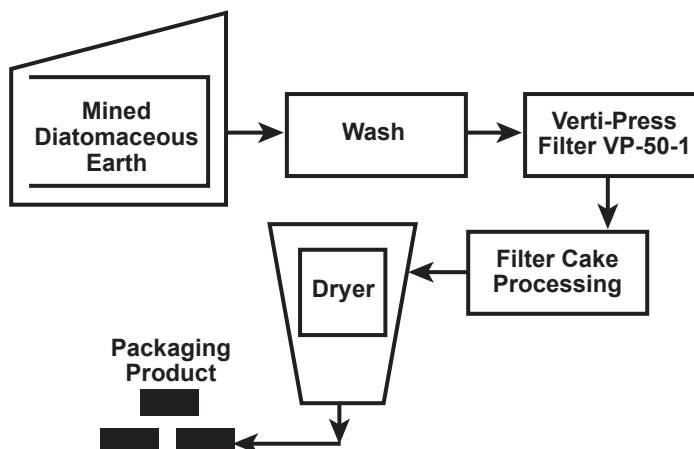 Mined
Diatomaceous
Earth
Wash
Verti-Press
Filter VP-50-1
Filter Cake
Processing
Dryer
Packaging
Product